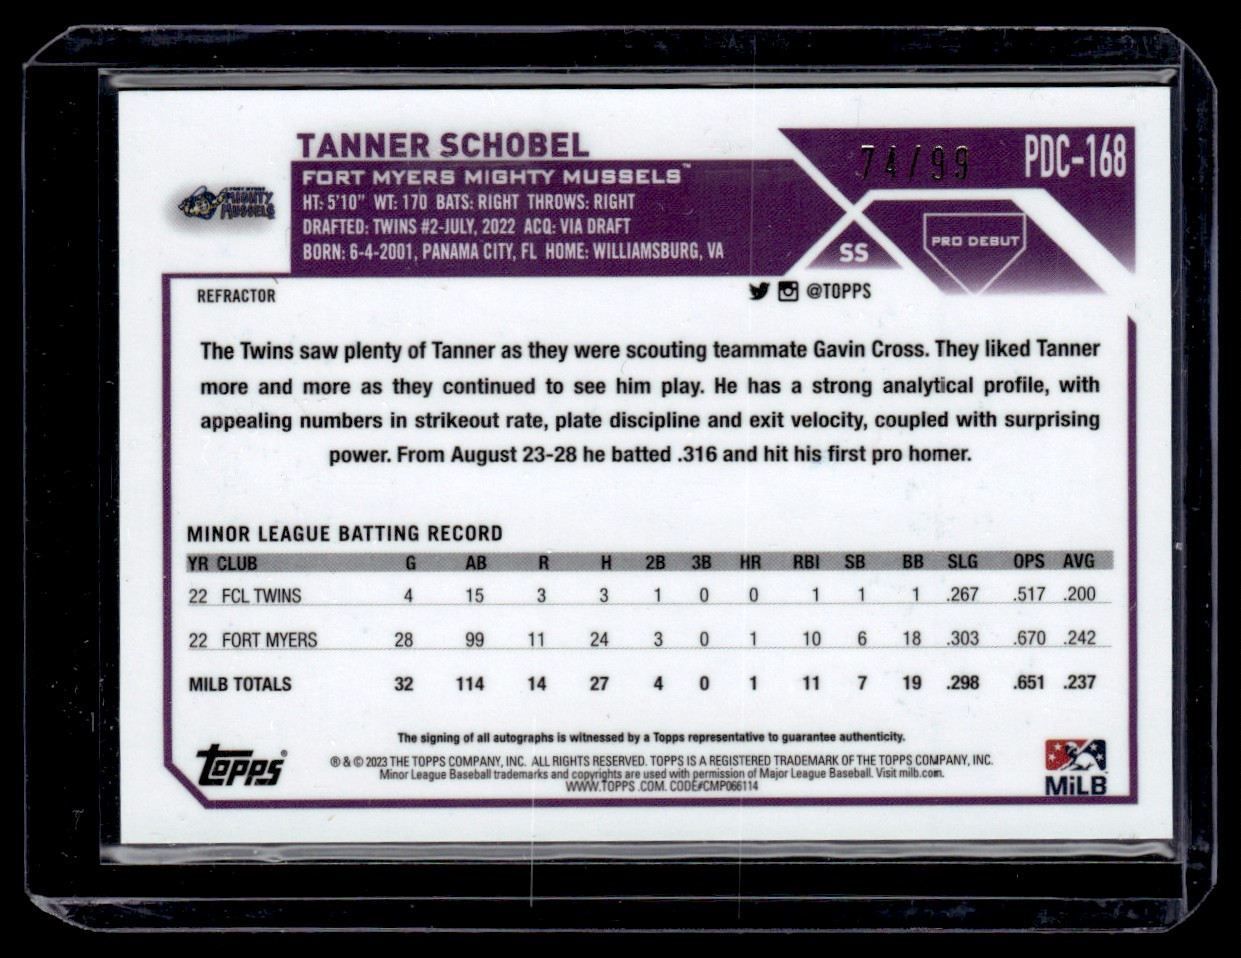 TANNER SCHOBEL
FORT MYERS MIGHTY MUSSELS™
HT: 5'10" WT: 170 BATS: RIGHT THROWS: RIGHT
DRAFTED: TWINS #2-JULY, 2022 ACQ: VIA DRAFT
BORN: 6-4-2001, PANAMA CITY, FL HOME: WILLIAMSBURG, VA
FORT MYERS
MIGHTY
MUSSELS
74/99
PDC-168
SS
PRO DEBUT
REFRACTOR
@TOPPS
The Twins saw plenty of Tanner as they were scouting teammate Gavin Cross. They liked Tanner
more and more as they continued to see him play. He has a strong analytical profile, with
appealing numbers in strikeout rate, plate discipline and exit velocity, coupled with surprising
power. From August 23-28 he batted .316 and hit his first pro homer.
MINOR LEAGUE BATTING RECORD
YR CLUB G AB R H 2B 3B HR RBI SB BB SLG OPS AVG
22 FCL TWINS 4 15 3 3 1 0 0 1 1 1 .267 .517 .200
22 FORT MYERS 28 99 11 24 3 0 1 10 6 18 .303 .670 .242
MILB TOTALS 32 114 14 27 4 0 1 11 7 19 .298 .651 .237
The signing of all autographs is witnessed by a Topps representative to guarantee authenticity.
® & © 2023 THE TOPPS COMPANY, INC. ALL RIGHTS RESERVED. TOPPS IS A REGISTERED TRADEMARK OF THE TOPPS COMPANY, INC.
Minor League Baseball trademarks and copyrights are used with permission of Major League Baseball. Visit milb.com.
WWW.TOPPS.COM. CODE#CMP066114
Topps®
MiLB